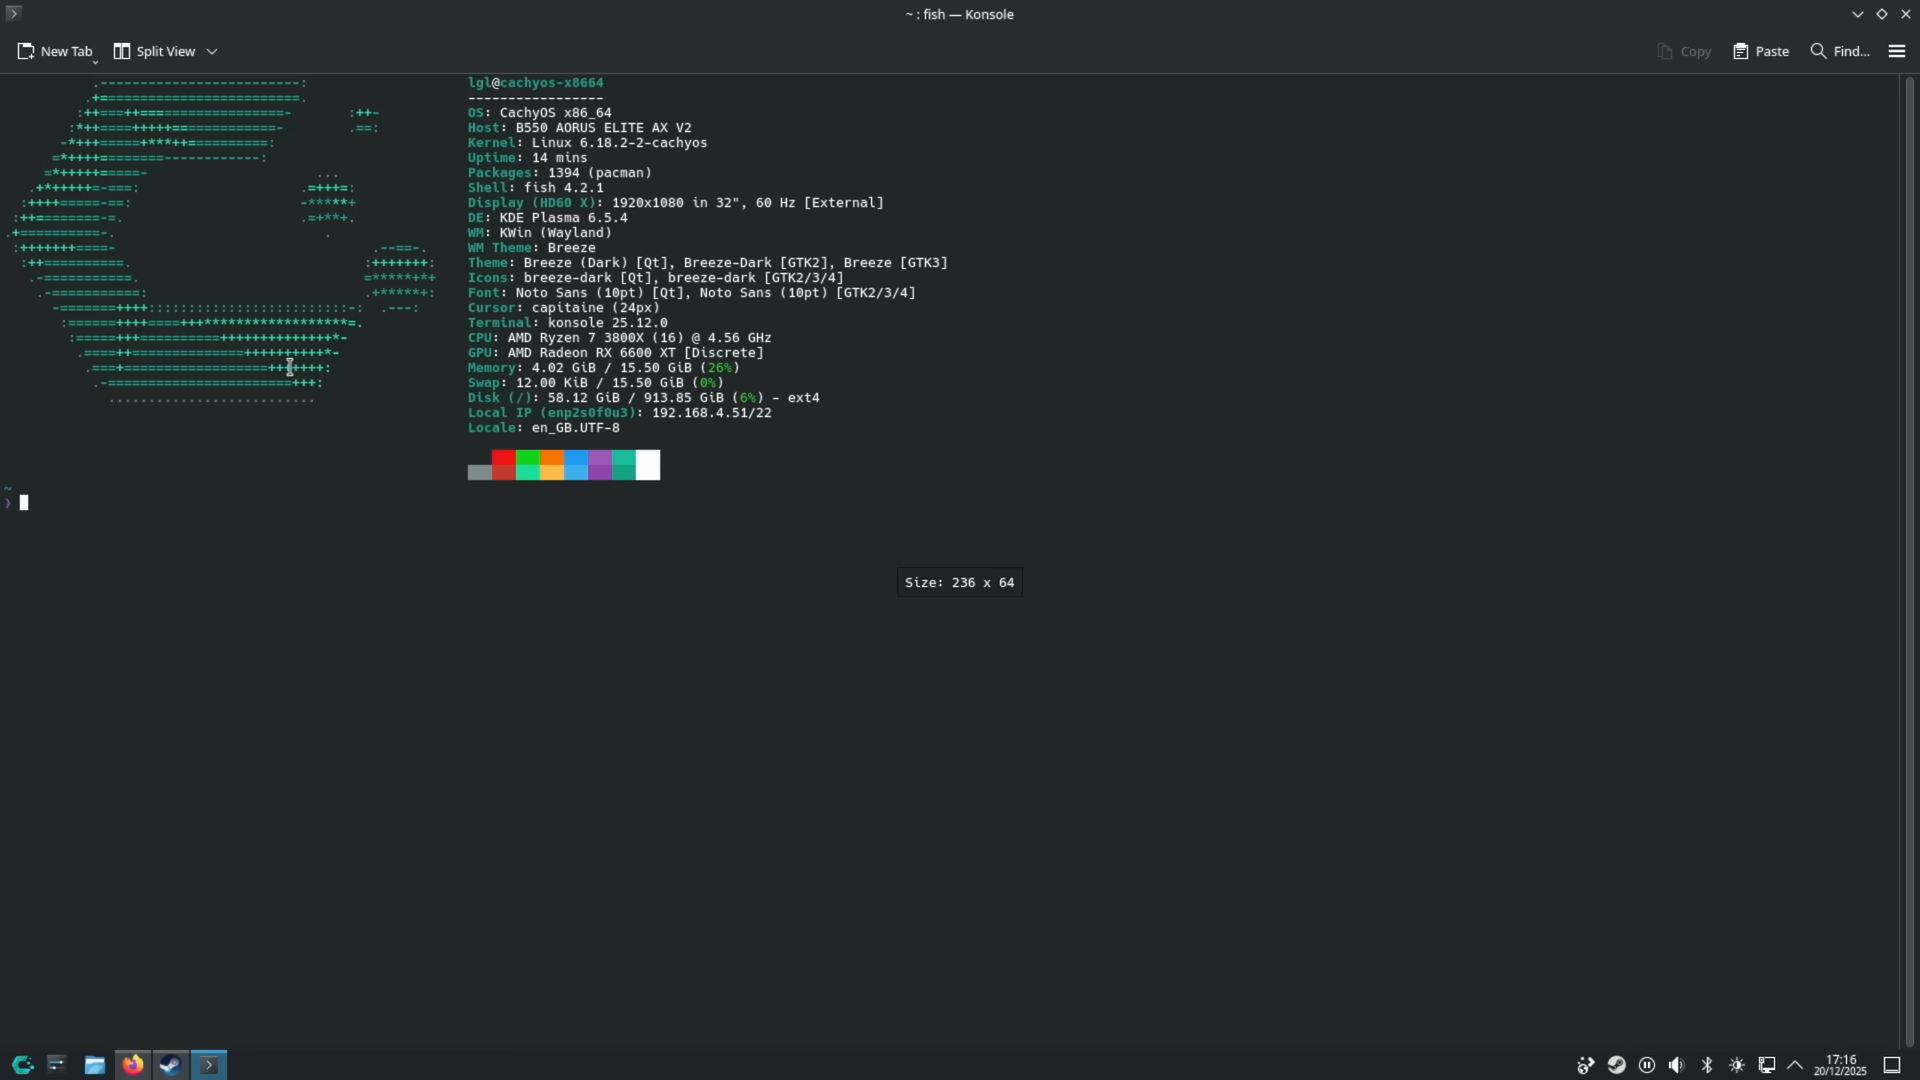 ~ : fish — Konsole
New Tab
Split View
Copy
Paste
Find...
lgl@cachyos-x8664
-----------------
OS: CachyOS x86_64
Host: B550 AORUS ELITE AX V2
Kernel: Linux 6.18.2-2-cachyos
Uptime: 14 mins
Packages: 1394 (pacman)
Shell: fish 4.2.1
Display (HD60 X): 1920x1080 in 32", 60 Hz [External]
DE: KDE Plasma 6.5.4
WM: KWin (Wayland)
WM Theme: Breeze
Theme: Breeze (Dark) [Qt], Breeze-Dark [GTK2], Breeze [GTK3]
Icons: breeze-dark [Qt], breeze-dark [GTK2/3/4]
Font: Noto Sans (10pt) [Qt], Noto Sans (10pt) [GTK2/3/4]
Cursor: capitaine (24px)
Terminal: konsole 25.12.0
CPU: AMD Ryzen 7 3800X (16) @ 4.56 GHz
GPU: AMD Radeon RX 6600 XT [Discrete]
Memory: 4.02 GiB / 15.50 GiB (26%)
Swap: 12.00 KiB / 15.50 GiB (0%)
Disk (/): 58.12 GiB / 913.85 GiB (6%) - ext4
Local IP (enp2s0f0u3): 192.168.4.51/22
Locale: en_GB.UTF-8
~
❯
Size: 236 x 64
17:16
20/12/2025